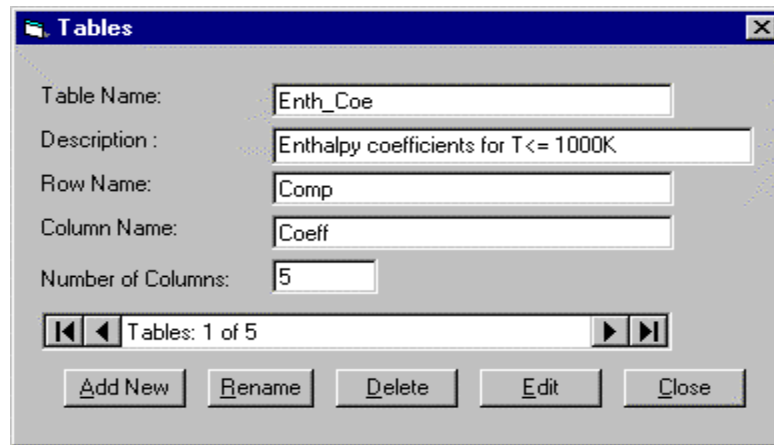 Tables
Table Name: Enth_Coe
Description : Enthalpy coefficients for T<= 1000K
Row Name: Comp
Column Name: Coeff
Number of Columns: 5
Tables: 1 of 5
Add New Rename Delete Edit Close